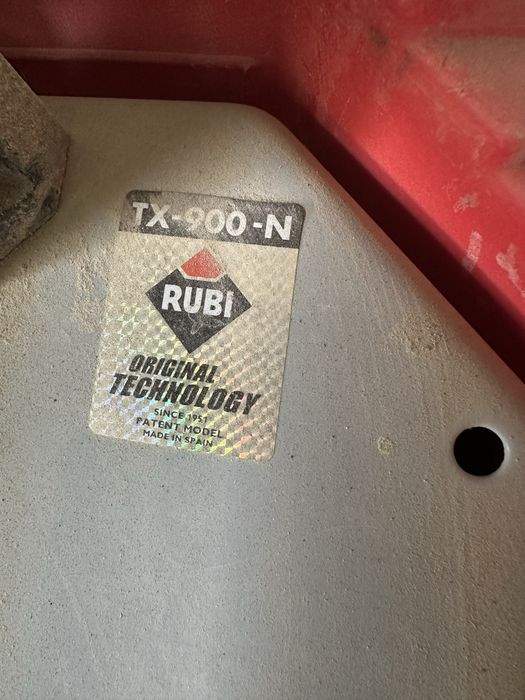 TX-900-N
RUBI
ORIGINAL
TECHNOLOGY
SINCE 1951
PATENT MODEL
MADE IN SPAIN